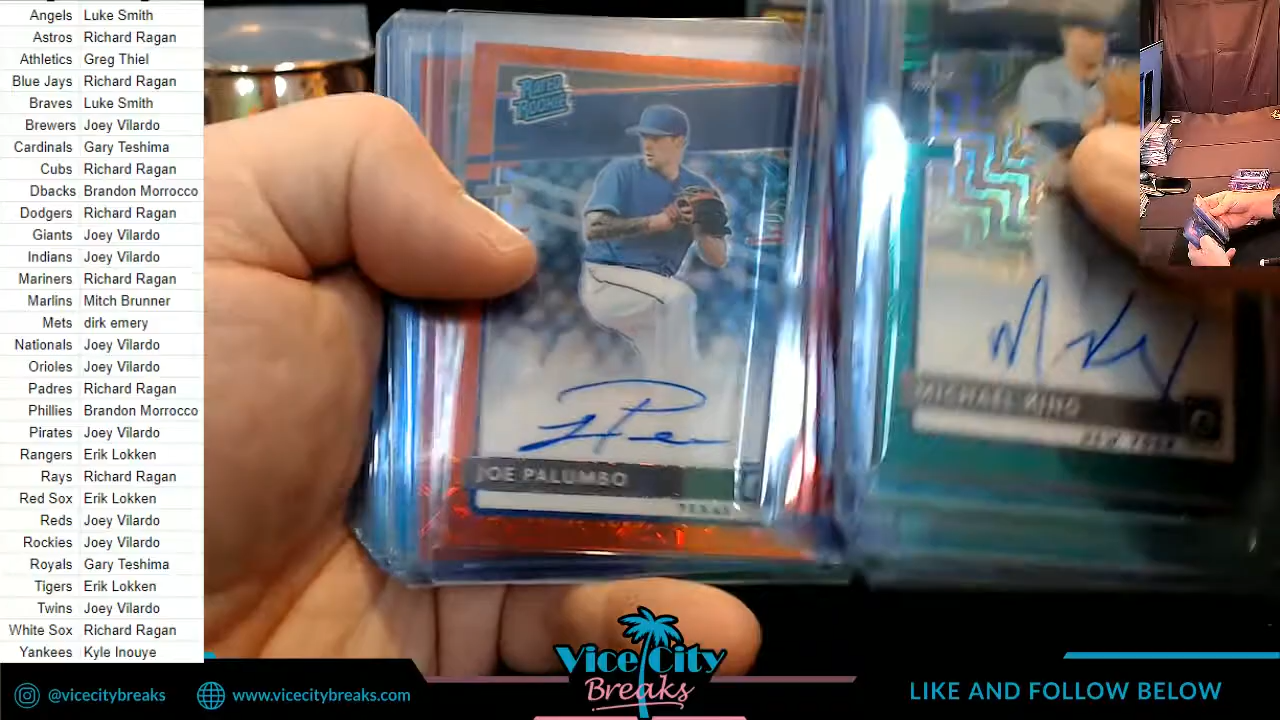 Angels Luke Smith
Astros Richard Ragan
Athletics Greg Thiel
Blue Jays Richard Ragan
Braves Luke Smith
Brewers Joey Vilardo
Cardinals Gary Teshima
Cubs Richard Ragan
Dbacks Brandon Morrocco
Dodgers Richard Ragan
Giants Joey Vilardo
Indians Joey Vilardo
Mariners Richard Ragan
Marlins Mitch Brunner
Mets dirk emery
Nationals Joey Vilardo
Orioles Joey Vilardo
Padres Richard Ragan
Phillies Brandon Morrocco
Pirates Joey Vilardo
Rangers Erik Lokken
Rays Richard Ragan
Red Sox Erik Lokken
Reds Joey Vilardo
Rockies Joey Vilardo
Royals Gary Teshima
Tigers Erik Lokken
Twins Joey Vilardo
White Sox Richard Ragan
Yankees Kyle Inouye
RATED
ROOKIE
JOE PALUMBO
TEXAS
MICHAEL KING
NEW YORK
@vicecitybreaks
www.vicecitybreaks.com
Vice City
Breaks
LIKE AND FOLLOW BELOW